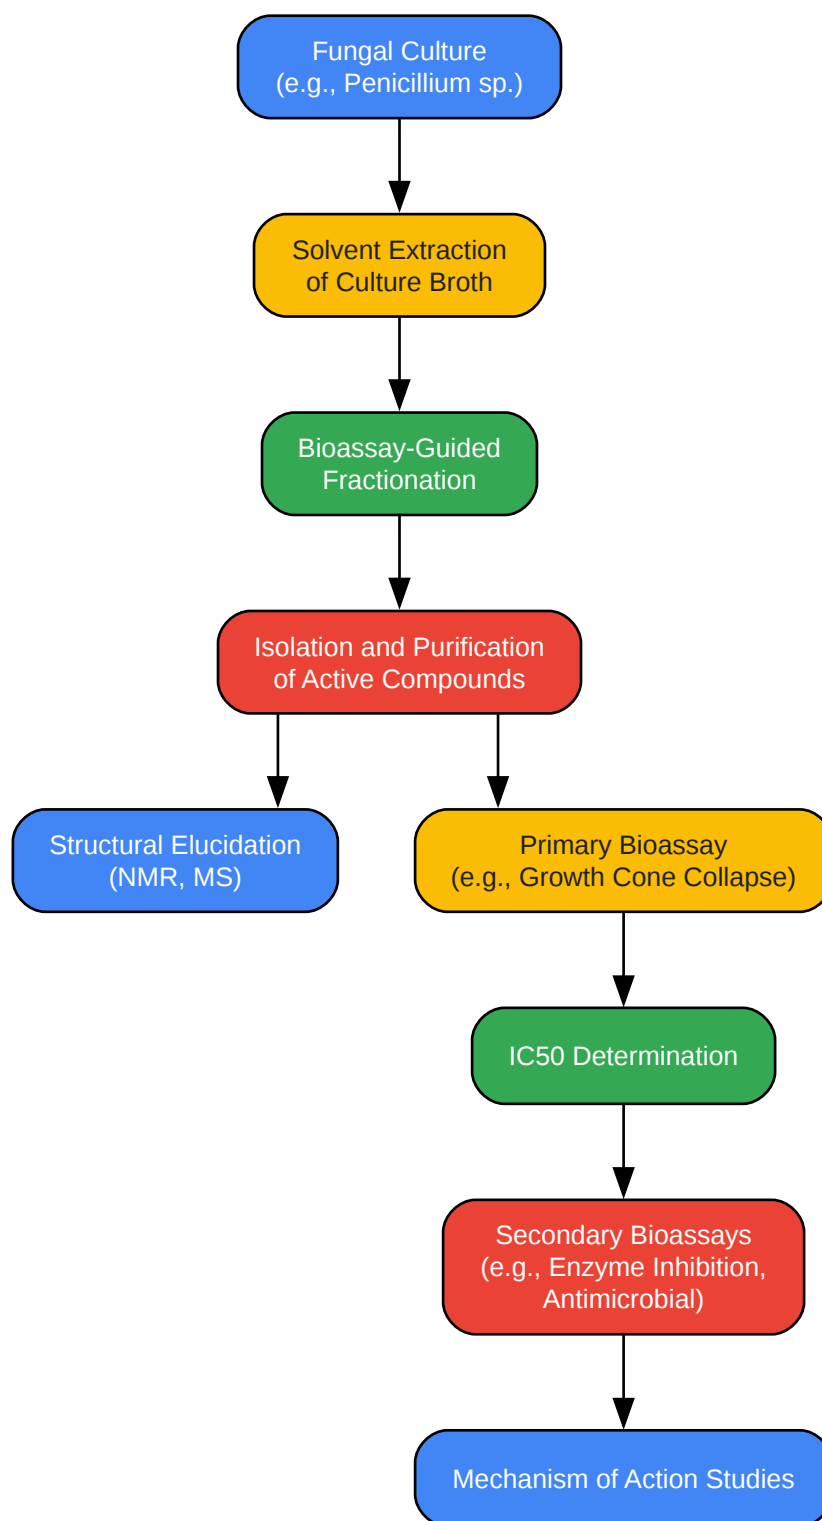 Fungal Culture
(e.g., Penicillium sp.)
Solvent Extraction
of Culture Broth
Bioassay-Guided
Fractionation
Isolation and Purification
of Active Compounds
Structural Elucidation
(NMR, MS)
Primary Bioassay
(e.g., Growth Cone Collapse)
IC50 Determination
Secondary Bioassays
(e.g., Enzyme Inhibition,
Antimicrobial)
Mechanism of Action Studies